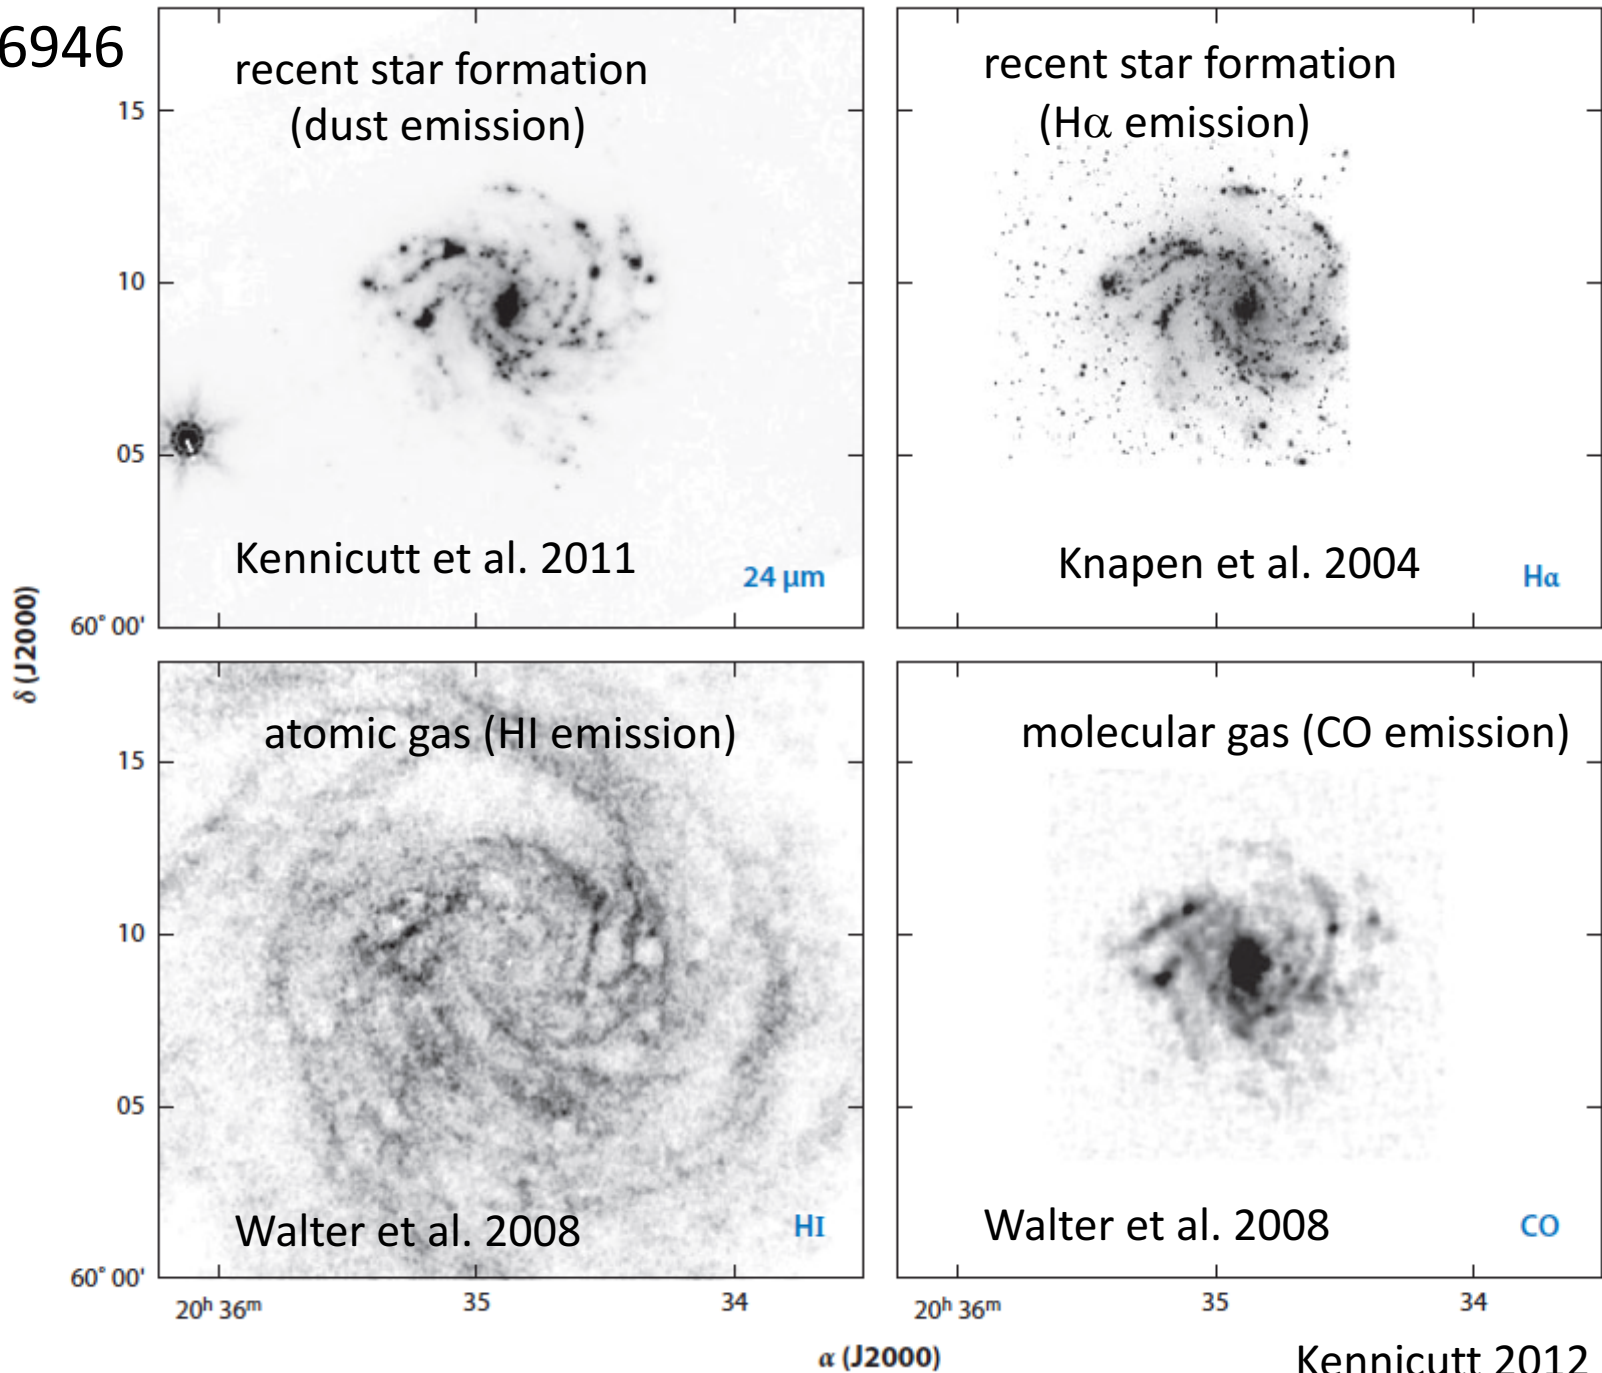 6946
recent star formation
(dust emission)
Kennicutt et al. 2011
24 µm
15
10
05
60° 00'
recent star formation
(Hα emission)
Knapen et al. 2004
Hα
δ (J2000)
atomic gas (HI emission)
Walter et al. 2008
HI
15
10
05
60° 00'
20h 36m
35
34
molecular gas (CO emission)
Walter et al. 2008
CO
20h 36m
35
34
α (J2000)
Kennicutt 2012